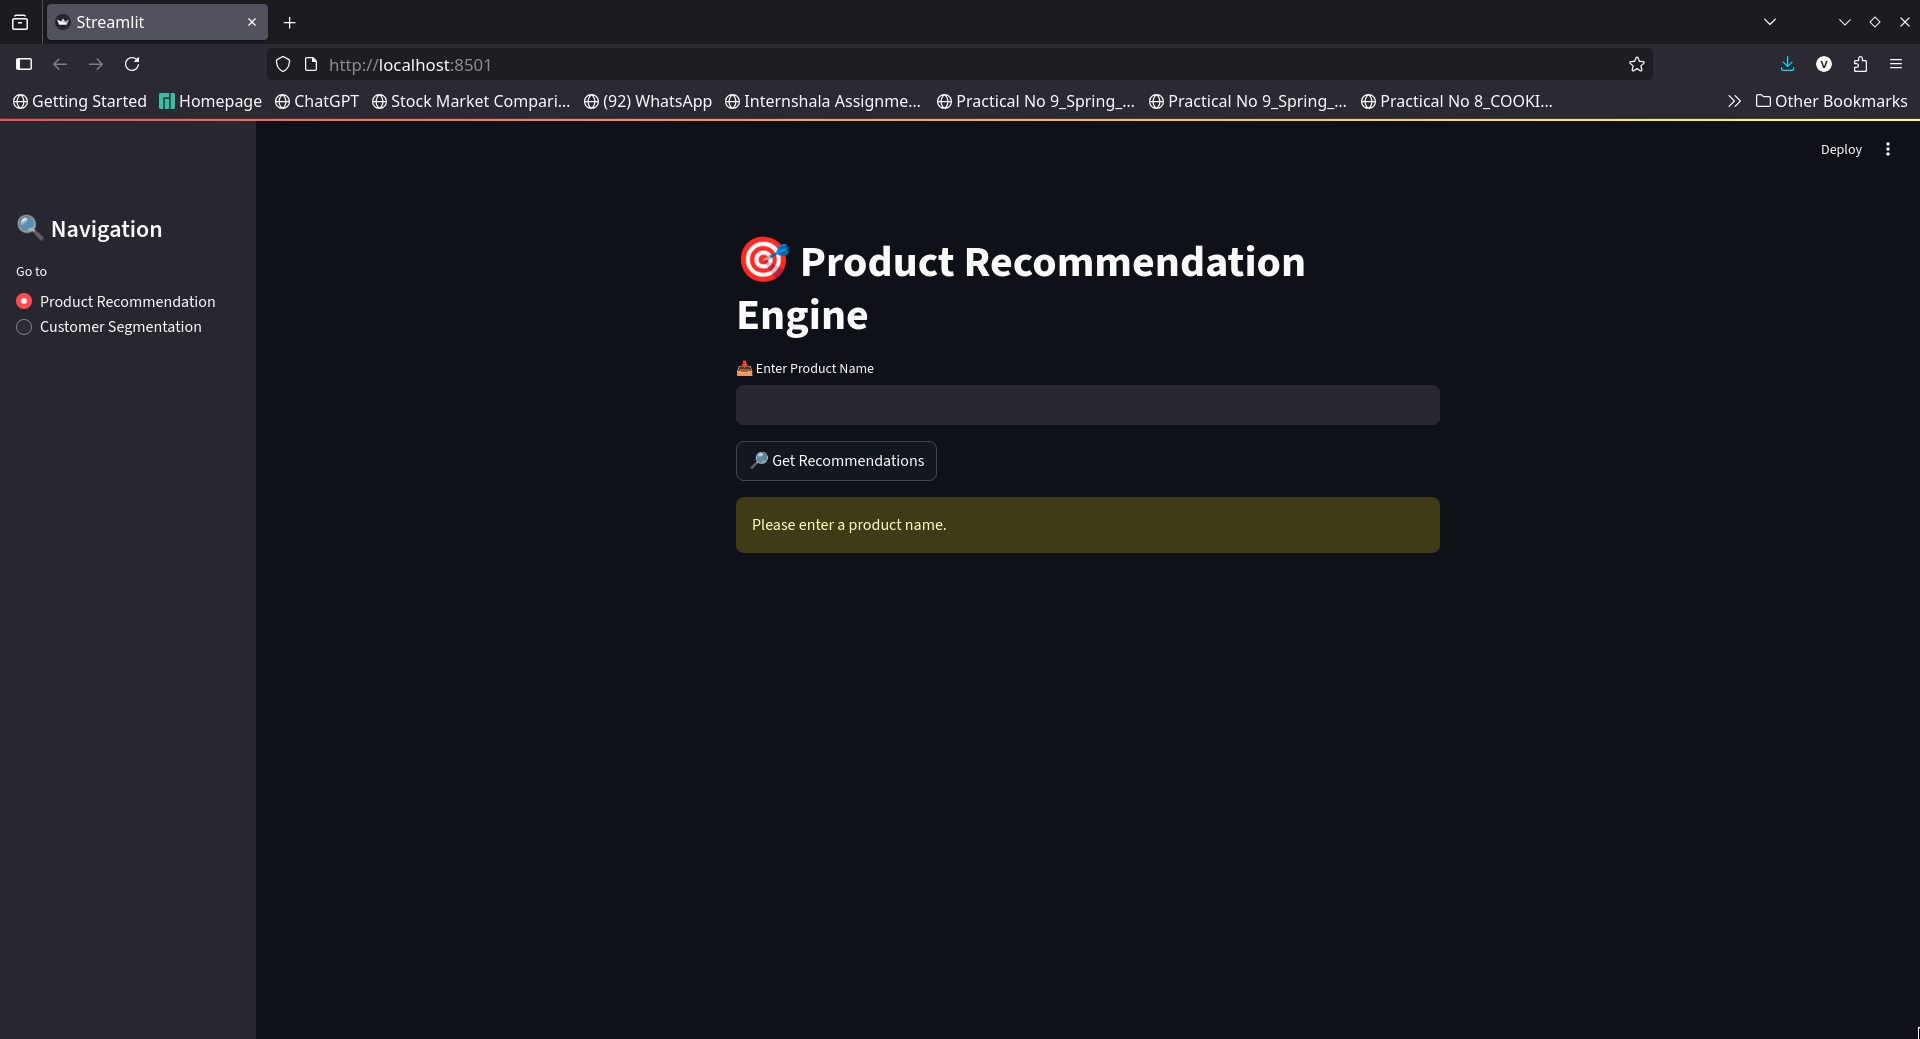 Streamlit
http://localhost:8501
Getting Started Homepage ChatGPT Stock Market Compari... (92) WhatsApp Internshala Assignme... Practical No 9_Spring_... Practical No 9_Spring_... Practical No 8_COOKI... Other Bookmarks
Deploy
Navigation
Go to
Product Recommendation
Customer Segmentation
Product Recommendation
Engine
Enter Product Name
Get Recommendations
Please enter a product name.